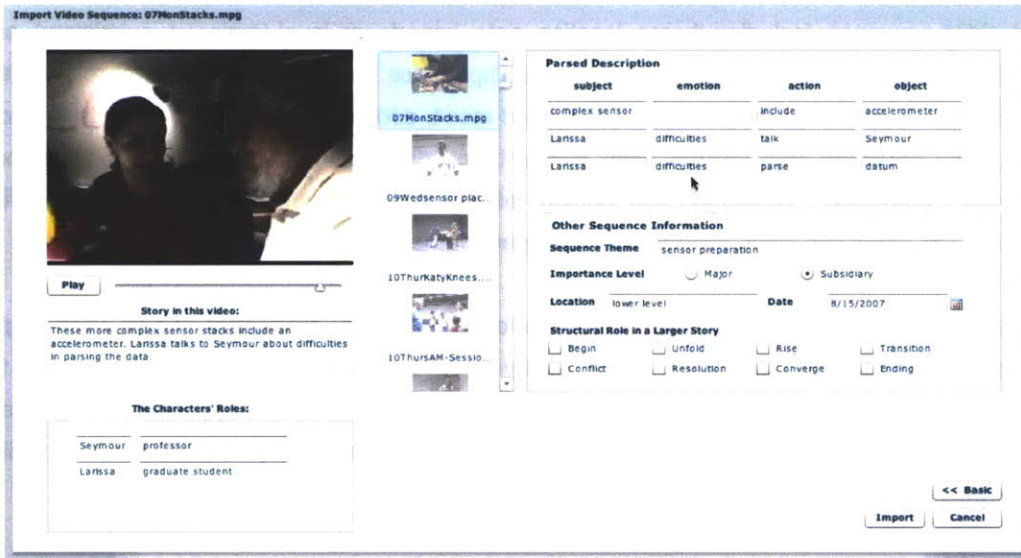 Import Video Sequence: 07MonStacks.mpg
Play
Story in this video:
These more complex sensor stacks include an
accelerometer. Larissa talks to Seymour about difficulties
in parsing the data.
The Characters' Roles:
Seymour professor
Larissa graduate student
07MonStacks.mpg
09Wedsensor plac...
10ThurKatyKnees....
10ThursAM-Sessio...
Parsed Description
subject emotion action object
complex sensor include accelerometer
Larissa difficulties talk Seymour
Larissa difficulties parse datum
Other Sequence Information
Sequence Theme sensor preparation
Importance Level Major Subsidiary
Location lower level Date 8/15/2007
Structural Role in a Larger Story
Begin Unfold Rise Transition
Conflict Resolution Converge Ending
<< Basic
Import Cancel